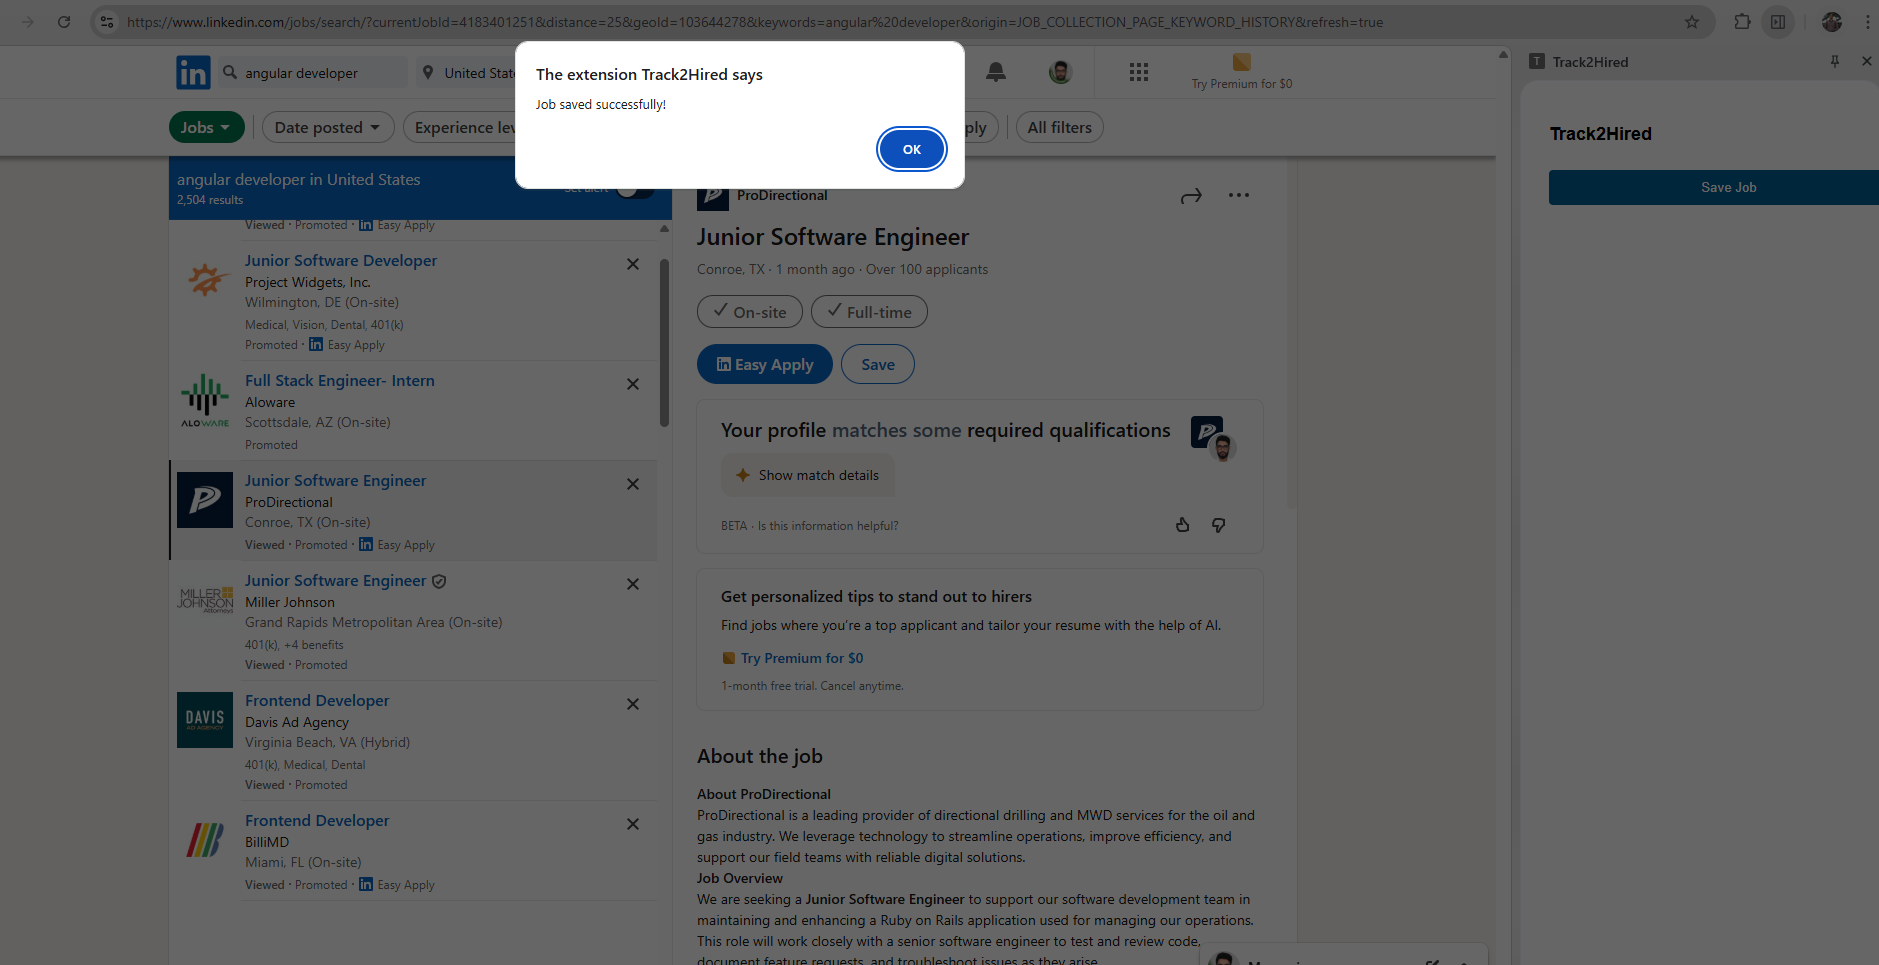 https://www.linkedin.com/jobs/search/?currentJobId=4183401251&distance=25&geoId=103644278&keywords=angular%20developer&origin=JOB_COLLECTION_PAGE_KEYWORD_HISTORY&refresh=true
The extension Track2Hired says
Job saved successfully!
OK
in
angular developer
United
Try Premium for $0
Jobs
Date posted
Experience
All filters
angular developer in United States
2,504 results
Set alert
Viewed · Promoted · in Easy Apply
Junior Software Developer
Project Widgets, Inc.
Wilmington, DE (On-site)
Medical, Vision, Dental, 401(k)
Promoted · in Easy Apply
Full Stack Engineer- Intern
Aloware
Scottsdale, AZ (On-site)
Promoted
ALOWARE
Junior Software Engineer
ProDirectional
Conroe, TX (On-site)
Viewed · Promoted · in Easy Apply
Junior Software Engineer
Miller Johnson
Grand Rapids Metropolitan Area (On-site)
401(k), +4 benefits
Viewed · Promoted
MILLER
JOHNSON
Attorneys
Frontend Developer
Davis Ad Agency
Virginia Beach, VA (Hybrid)
401(k), Medical, Dental
Viewed · Promoted
DAVIS
AD AGENCY
Frontend Developer
BilliMD
Miami, FL (On-site)
Viewed · Promoted · in Easy Apply
ProDirectional
Junior Software Engineer
Conroe, TX · 1 month ago · Over 100 applicants
On-site
Full-time
in Easy Apply
Save
Your profile matches some required qualifications
Show match details
BETA · Is this information helpful?
Get personalized tips to stand out to hirers
Find jobs where you're a top applicant and tailor your resume with the help of AI.
Try Premium for $0
1-month free trial. Cancel anytime.
About the job
About ProDirectional
ProDirectional is a leading provider of directional drilling and MWD services for the oil and
gas industry. We leverage technology to streamline operations, improve efficiency, and
support our field teams with reliable digital solutions.
Job Overview
We are seeking a Junior Software Engineer to support our software development team in
maintaining and enhancing a Ruby on Rails application used for managing our operations.
This role will work closely with a senior software engineer to test and review code,
document feature requests, and troubleshoot issues as they arise.
T Track2Hired
Track2Hired
Save Job